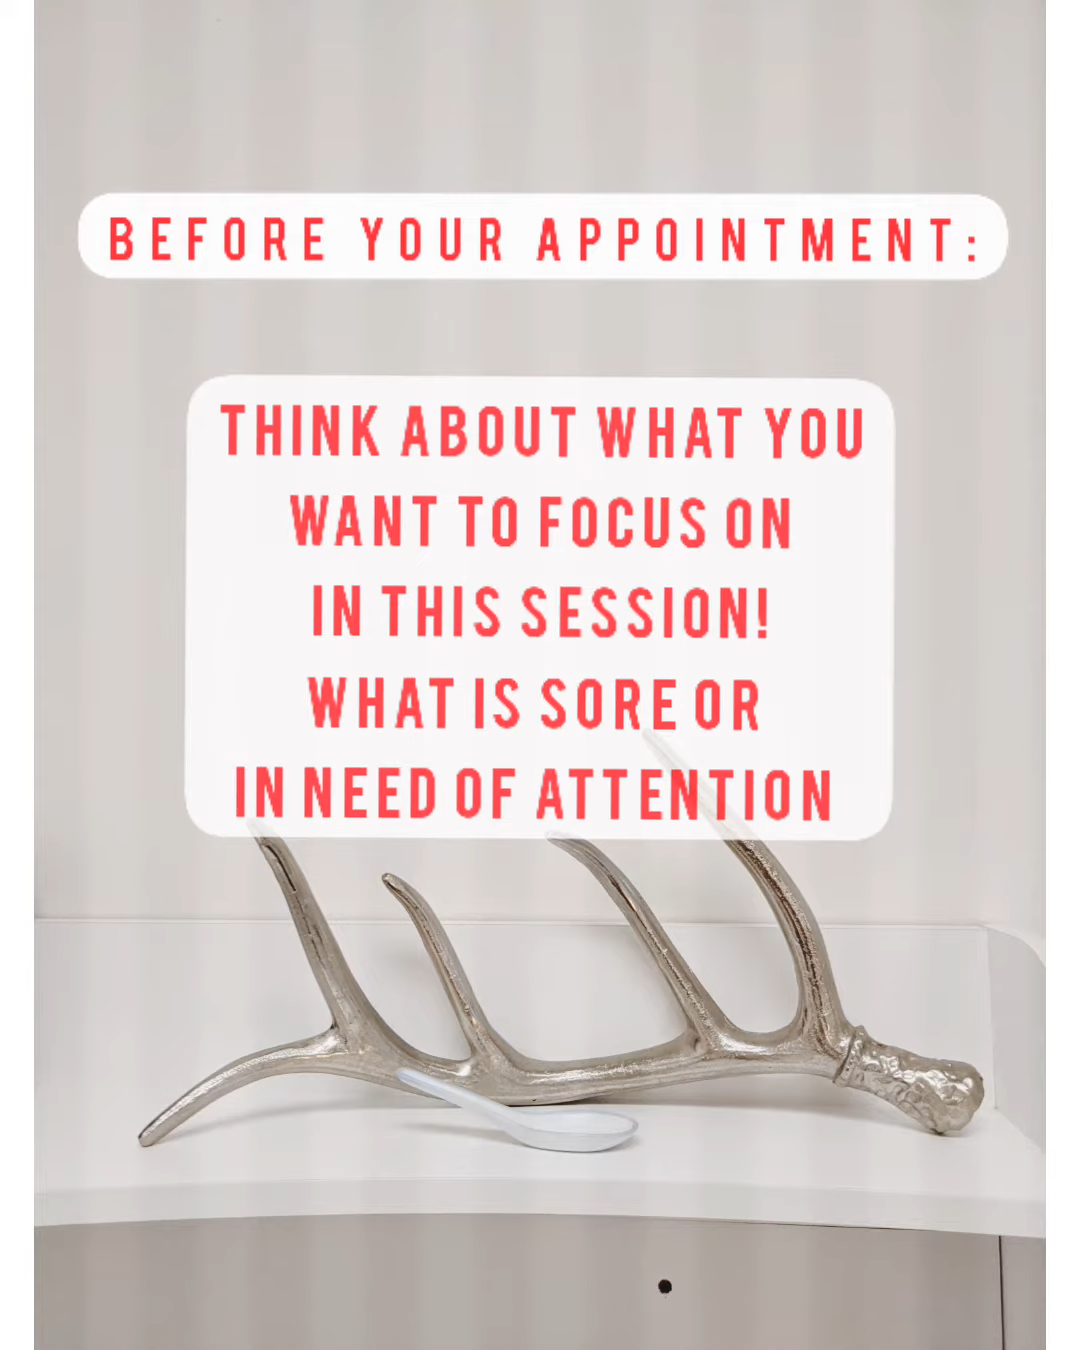 BEFORE YOUR APPOINTMENT:
THINK ABOUT WHAT YOU
WANT TO FOCUS ON
IN THIS SESSION!
WHAT IS SORE OR
IN NEED OF ATTENTION